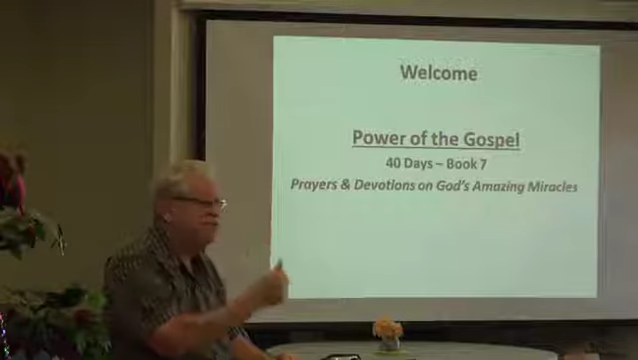 Welcome
Power of the Gospel
40 Days – Book 7
Prayers & Devotions on God's Amazing Miracles